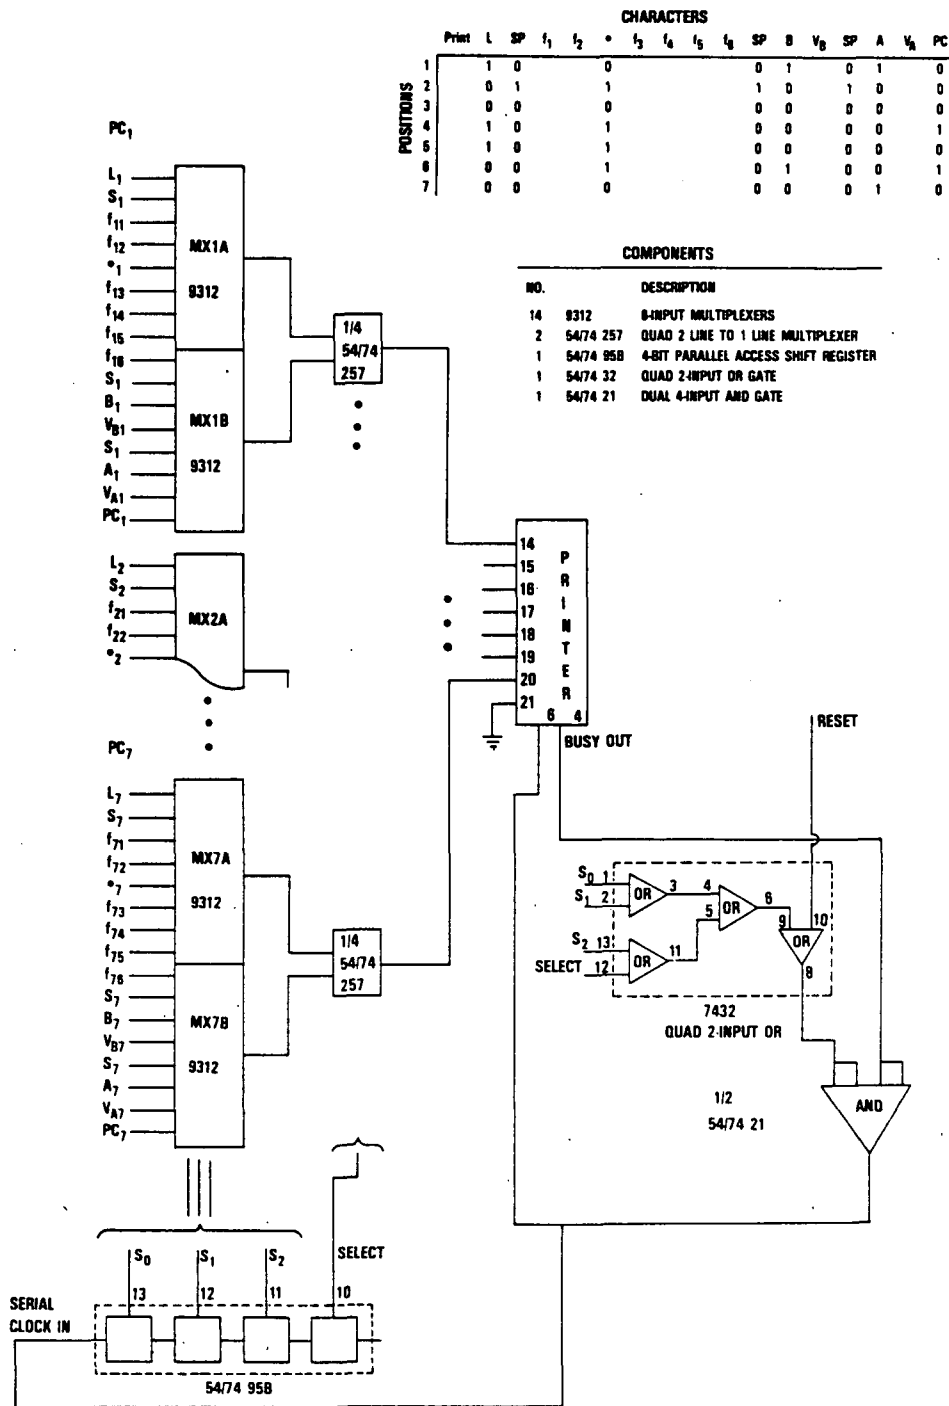 CHARACTERS
Print L SP f1 f2 • f3 f4 f5 f6 SP B VB SP A VA PC
POSITIONS
1 1 0 0 0 1 0 1 0
2 0 1 1 1 0 1 0 0
3 0 0 0 0 0 0 0 0
4 1 0 1 0 0 0 0 1
5 1 0 1 0 0 0 0 0
6 0 0 1 0 1 0 0 1
7 0 0 0 0 0 0 1 0
COMPONENTS
NO. DESCRIPTION
14 9312 8-INPUT MULTIPLEXERS
2 54/74 257 QUAD 2 LINE TO 1 LINE MULTIPLEXER
1 54/74 95B 4-BIT PARALLEL ACCESS SHIFT REGISTER
1 54/74 32 QUAD 2-INPUT OR GATE
1 54/74 21 DUAL 4-INPUT AND GATE
PC1
L1
S1
f11
f12
•1
f13
f14
f15
f16
S1
B1
VB1
S1
A1
VA1
PC1
MX1A
9312
MX1B
9312
1/4
54/74
257
L2
S2
f21
f22
•2
MX2A
PC7
L7
S7
f71
f72
•7
f73
f74
f75
f76
S7
B7
VB7
S7
A7
VA7
PC7
MX7A
9312
MX7B
9312
1/4
54/74
257
14
15
16
17
18
19
20
21
PRINTER
6 4
BUSY OUT
RESET
S0 1
S1 2
OR 3
4
5
OR 6
S2 13
SELECT 12
OR 11
9 10
OR
8
7432
QUAD 2-INPUT OR
1/2
54/74 21
AND
S0 S1 S2 SELECT
13 12 11 10
SERIAL
CLOCK IN
54/74 95B